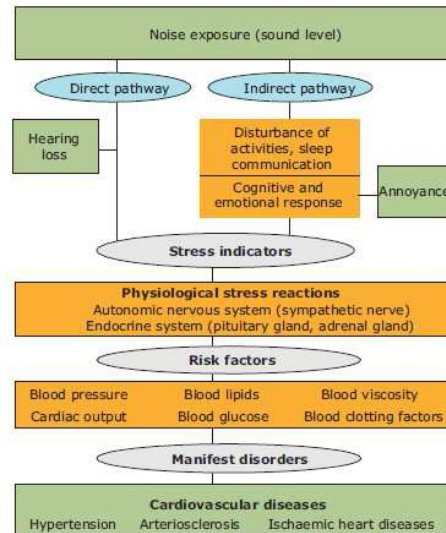 Noise exposure (sound level)
Direct pathway
Indirect pathway
Hearing
loss
Disturbance of
activities, sleep
communication
Cognitive and
emotional response
Annoyance
Stress indicators
Physiological stress reactions
Autonomic nervous system (sympathetic nerve)
Endocrine system (pituitary gland, adrenal gland)
Risk factors
Blood pressure Blood lipids Blood viscosity
Cardiac output Blood glucose Blood clotting factors
Manifest disorders
Cardiovascular diseases
Hypertension Arteriosclerosis Ischaemic heart diseases